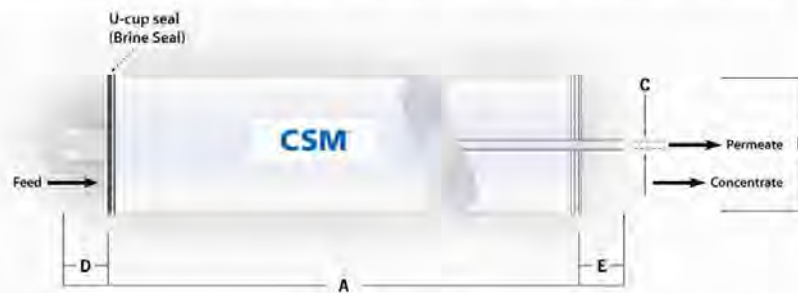 U-cup seal
(Brine Seal)
CSM
C
Permeate
Feed
Concentrate
D
E
A